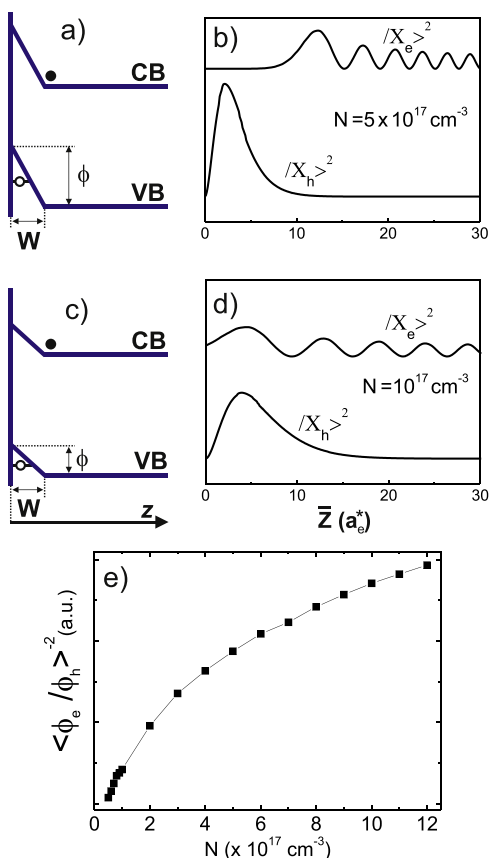 a)
CB
ϕ
VB
W
b)
/X_e>^2
N = 5 x 10^17 cm^-3
/X_h>^2
0 10 20 30
c)
CB
ϕ
VB
W
z
d)
/X_e>^2
N = 10^17 cm^-3
/X_h>^2
0 10 20 30
Z̅ (a_e^*)
e)
<ϕ_e /ϕ_h>^-2 (a.u.)
0 2 4 6 8 10 12
N (x 10^17 cm^-3)